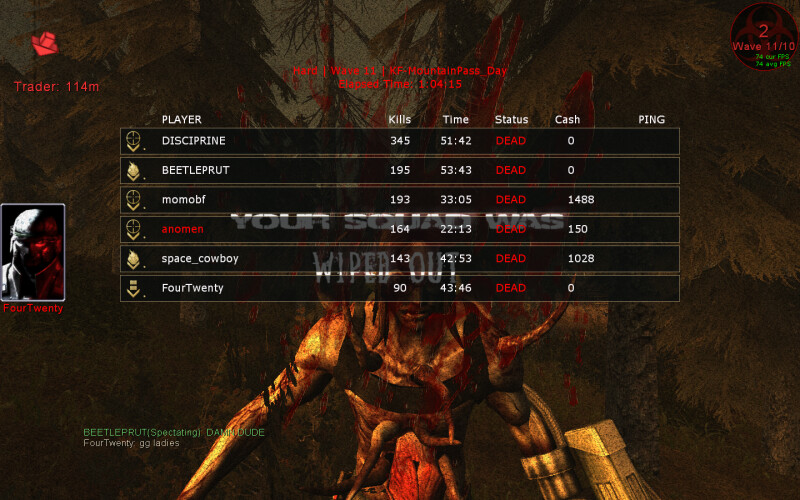 2
Wave 11/10
74 cur FPS
74 avg FPS
Trader: 114m
Hard | Wave 11 | KF-MountainPass_Day
Elapsed Time: 1:04:15
PLAYER Kills Time Status Cash PING
DISCIPRINE 345 51:42 DEAD 0
BEETLEPRUT 195 53:43 DEAD 0
momobf 193 33:05 DEAD 1488
YOUR SQUAD WAS
anomen 164 22:13 DEAD 150
space_cowboy 143 42:53 DEAD 1028
WIPED OUT
FourTwenty 90 43:46 DEAD 0
FourTwenty
BEETLEPRUT(Spectating): DAMN DUDE
FourTwenty: gg ladies